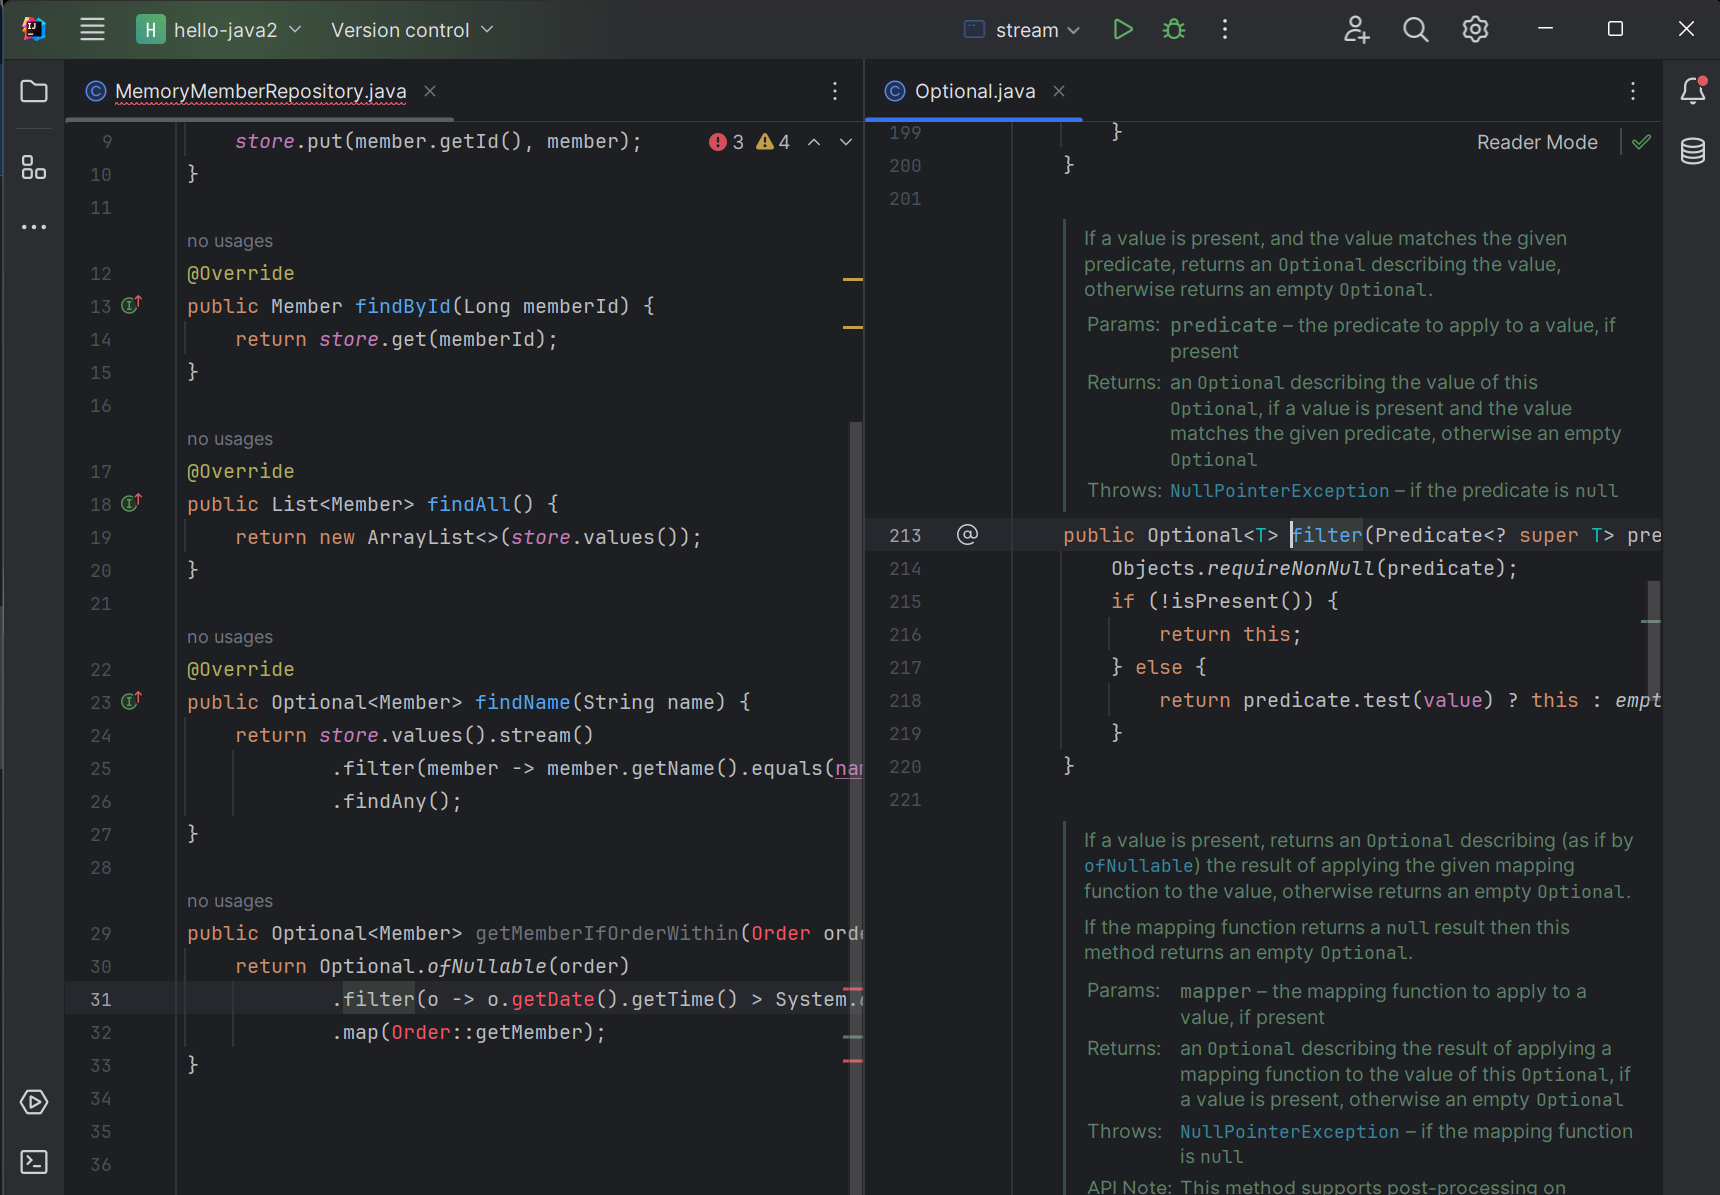 H hello-java2 Version control stream
MemoryMemberRepository.java
9 store.put(member.getId(), member); 3 4
10 }
11
no usages
12 @Override
13 public Member findById(Long memberId) {
14 return store.get(memberId);
15 }
16
no usages
17 @Override
18 public List<Member> findAll() {
19 return new ArrayList<>(store.values());
20 }
21
no usages
22 @Override
23 public Optional<Member> findName(String name) {
24 return store.values().stream()
25 .filter(member -> member.getName().equals(nam
26 .findAny();
27 }
28
no usages
29 public Optional<Member> getMemberIfOrderWithin(Order orde
30 return Optional.ofNullable(order)
31 .filter(o -> o.getDate().getTime() > System.c
32 .map(Order::getMember);
33 }
34
35
36
Optional.java
199 }
Reader Mode
200 }
201
If a value is present, and the value matches the given
predicate, returns an Optional describing the value,
otherwise returns an empty Optional.
Params: predicate – the predicate to apply to a value, if
present
Returns: an Optional describing the value of this
Optional, if a value is present and the value
matches the given predicate, otherwise an empty
Optional
Throws: NullPointerException – if the predicate is null
213 @ public Optional<T> filter(Predicate<? super T> pre
214 Objects.requireNonNull(predicate);
215 if (!isPresent()) {
216 return this;
217 } else {
218 return predicate.test(value) ? this : empt
219 }
220 }
221
If a value is present, returns an Optional describing (as if by
ofNullable) the result of applying the given mapping
function to the value, otherwise returns an empty Optional.
If the mapping function returns a null result then this
method returns an empty Optional.
Params: mapper – the mapping function to apply to a
value, if present
Returns: an Optional describing the result of applying a
mapping function to the value of this Optional, if
a value is present, otherwise an empty Optional
Throws: NullPointerException – if the mapping function
is null
API Note: This method supports post-processing on